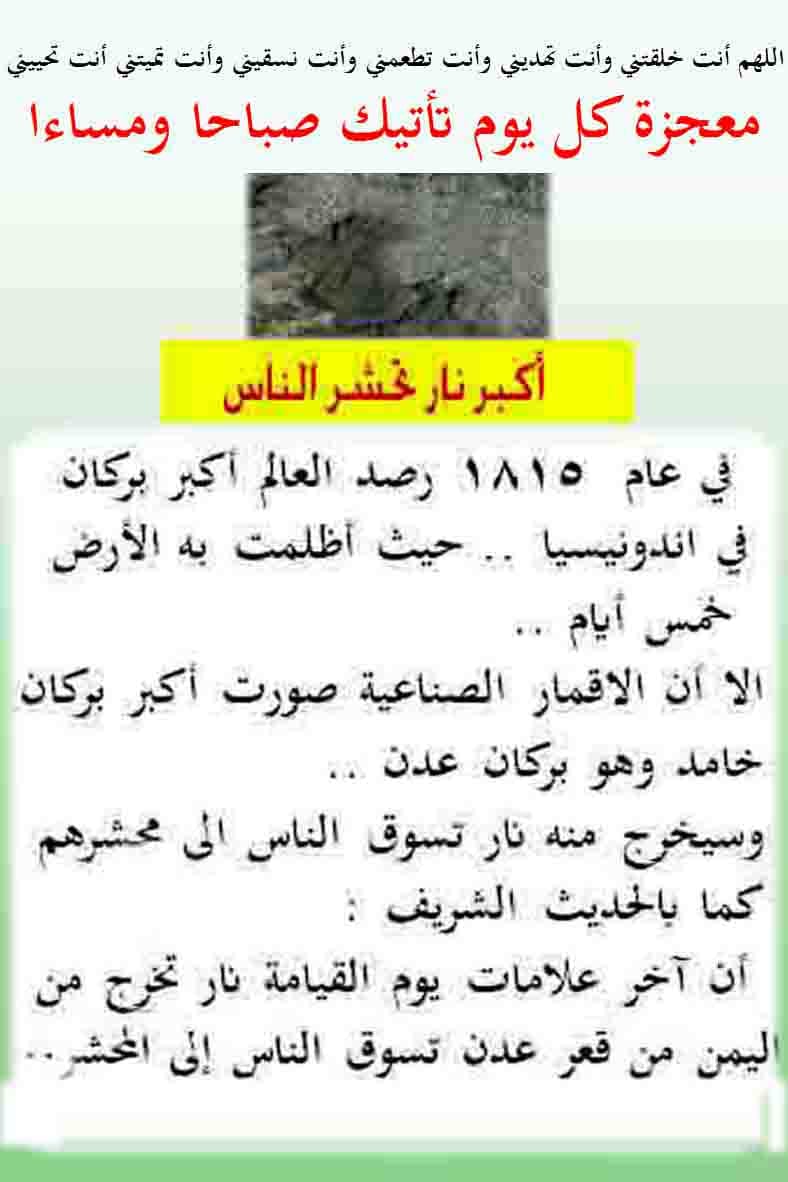 اللهم أنت خلقتني وأنت تهديني وأنت تطعمني وأنت نسقيني وأنت تميتني أنت تحييني
معجزة كل يوم تأتيك صباحا ومساءا
أكبر نار تحشر الناس
في عام ١٨١٥ رصد العالم أكبر بركان
في اندونيسيا .. حيث أظلمت به الأرض
خمس أيام ..
الا أن الاقمار الصناعية صورت أكبر بركان
خامد وهو بركان عدن ..
وسيخرج منه نار تسوق الناس الى محشرهم
كما بالحديث الشريف :
أن آخر علامات يوم القيامة نار تخرج من
اليمن من قعر عدن تسوق الناس إلى المحشر..